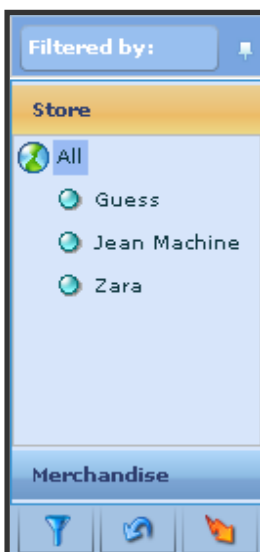 Filtered by:
Store
All
Guess
Jean Machine
Zara
Merchandise